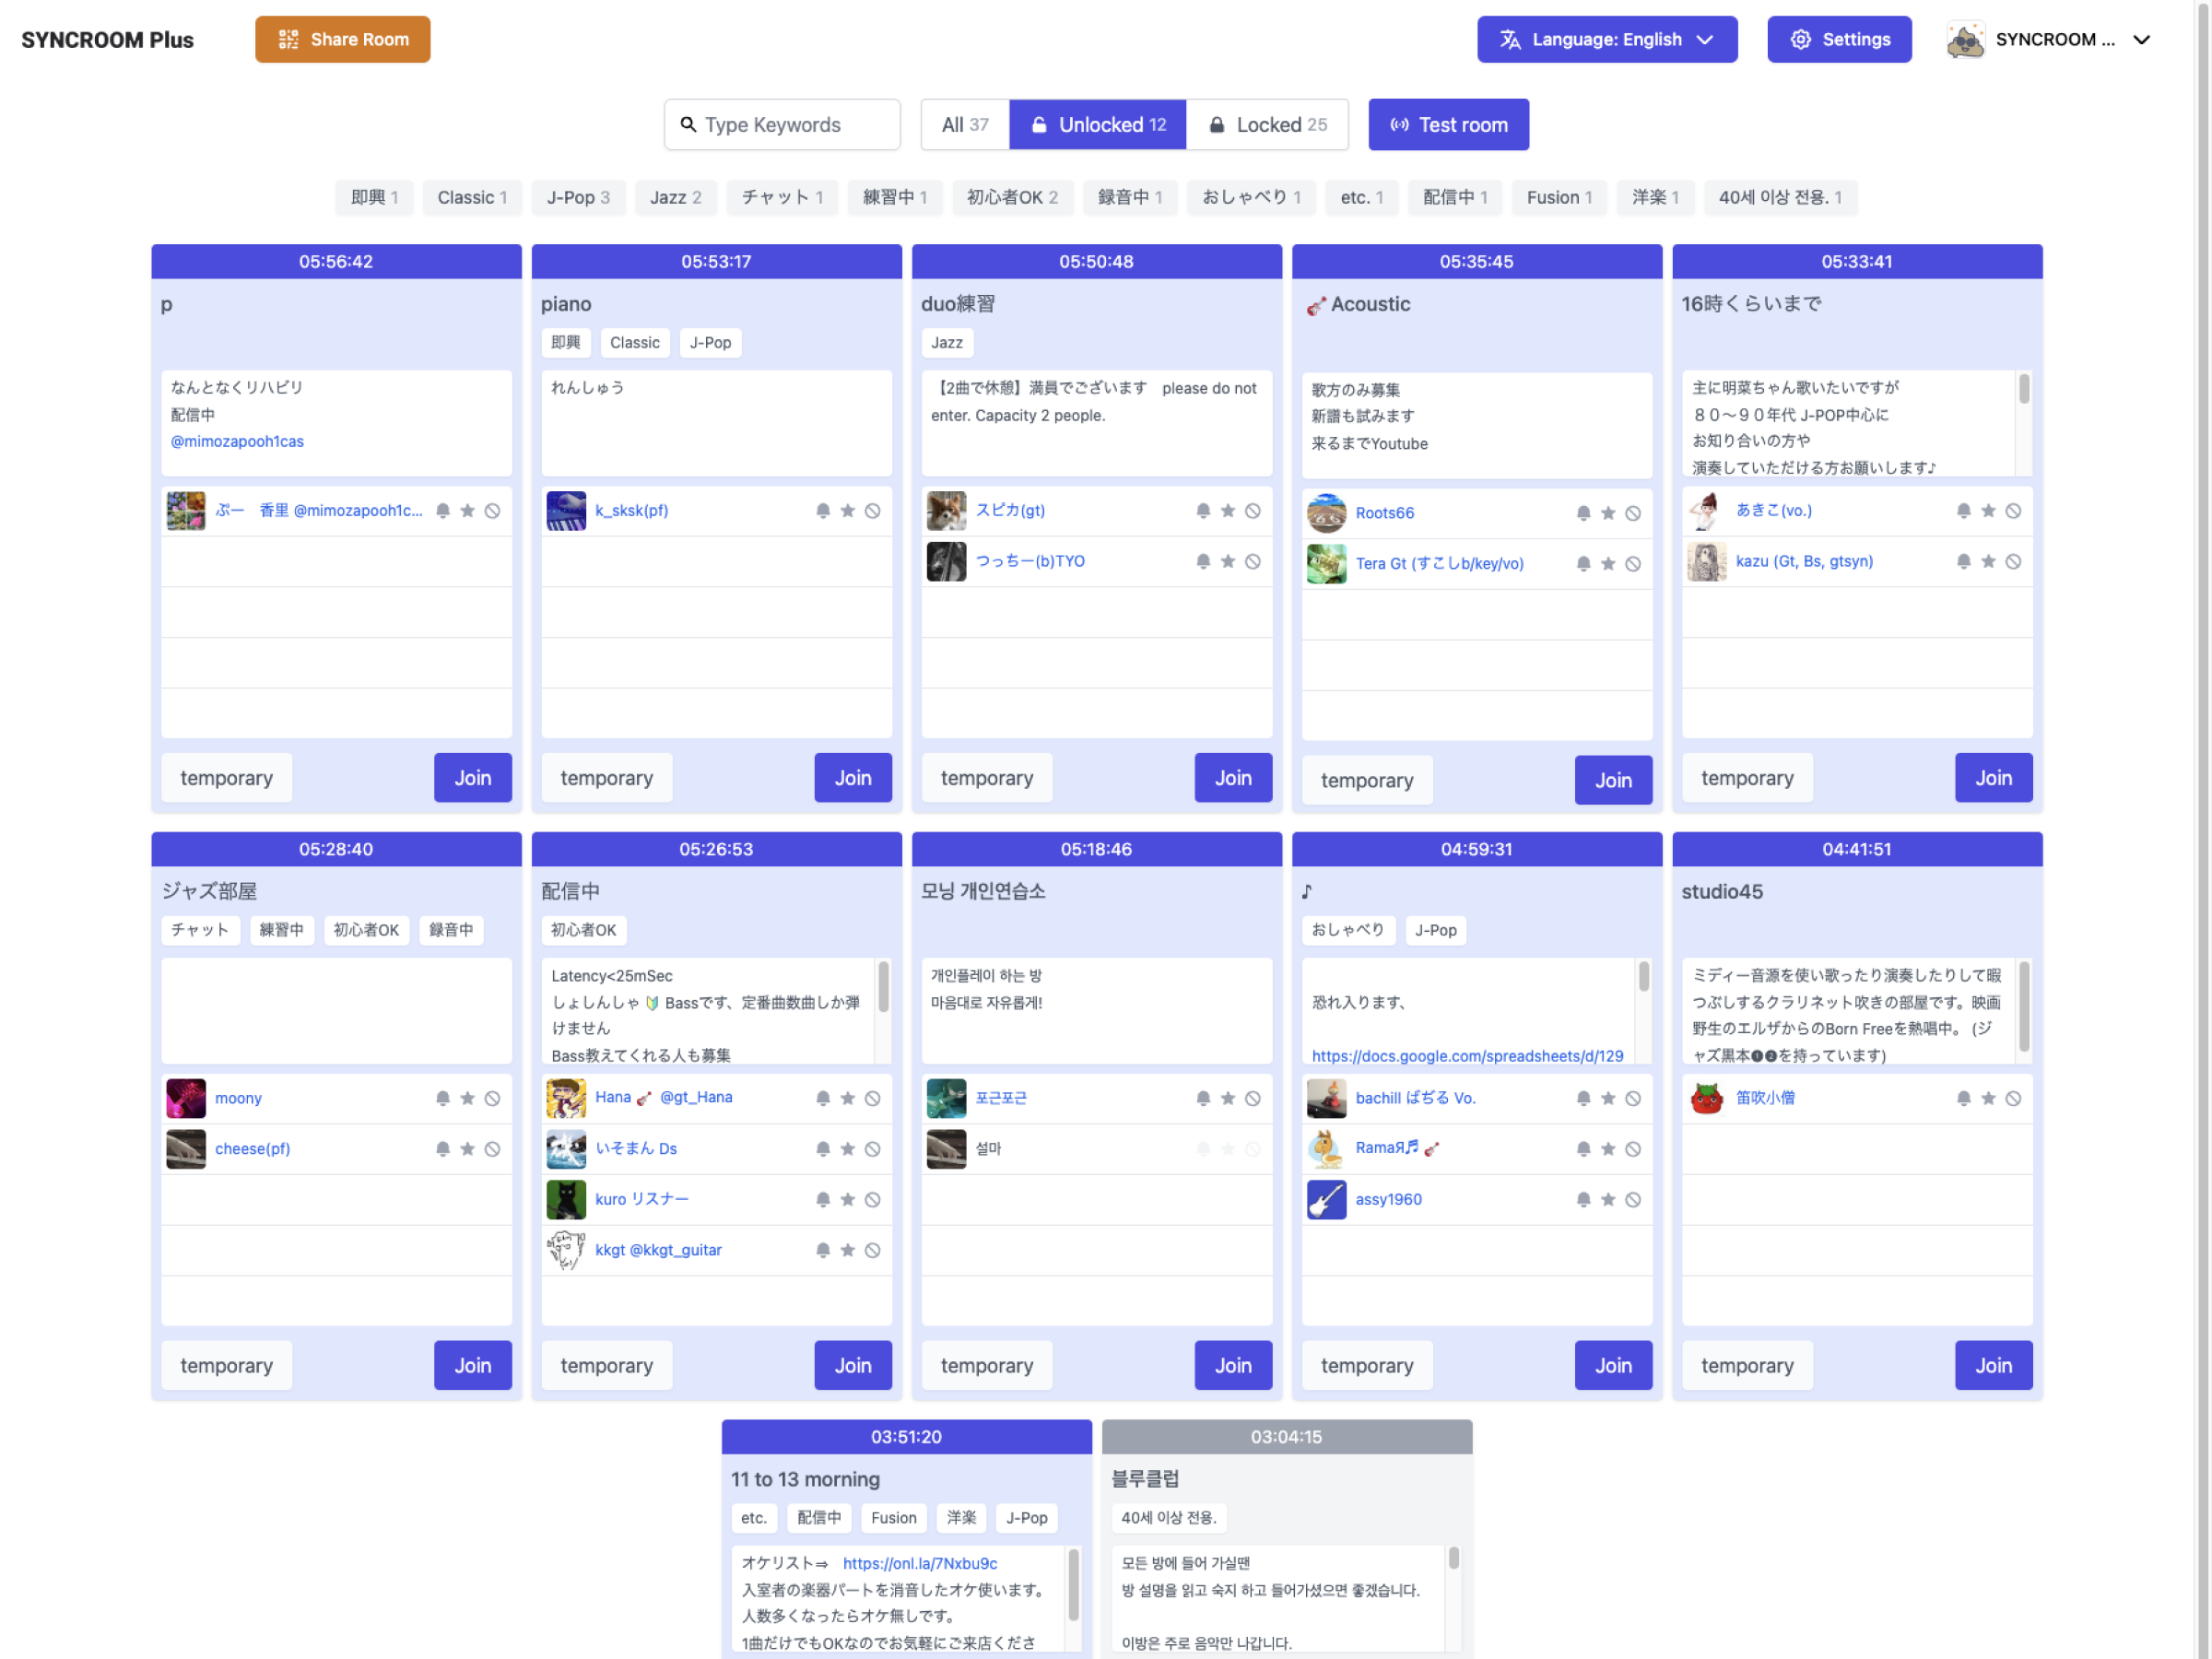 SYNCROOM Plus
Share Room
Language: English
Settings
SYNCROOM ...
Type Keywords
All 37
Unlocked 12
Locked 25
Test room
即興 1
Classic 1
J-Pop 3
Jazz 2
チャット 1
練習中 1
初心者OK 2
録音中 1
おしゃべり 1
etc. 1
配信中 1
Fusion 1
洋楽 1
40세 이상 전용. 1
05:56:42
p
なんとなくリハビリ
配信中
@mimozapooh1cas
ぷー　香里 @mimozapooh1c...
temporary
Join
05:53:17
piano
即興
Classic
J-Pop
れんしゅう
k_sksk(pf)
temporary
Join
05:50:48
duo練習
Jazz
【2曲で休憩】満員でございます　please do not
enter. Capacity 2 people.
スピカ(gt)
つっちー(b)TYO
temporary
Join
05:35:45
🎸Acoustic
歌方のみ募集
新譜も試みます
来るまでYoutube
Roots66
Tera Gt (すこしb/key/vo)
temporary
Join
05:33:41
16時くらいまで
主に明菜ちゃん歌いたいですが
８０～９０年代 J-POP中心に
お知り合いの方や
演奏していただける方お願いします♪
あきこ(vo.)
kazu (Gt, Bs, gtsyn)
temporary
Join
05:28:40
ジャズ部屋
チャット
練習中
初心者OK
録音中
moony
cheese(pf)
temporary
Join
05:26:53
配信中
初心者OK
Latency<25mSec
しょしんしゃ🔰Bassです、定番曲数曲しか弾
けません
Bass教えてくれる人も募集
Hana🎸 @gt_Hana
いそまん Ds
kuro リスナー
kkgt @kkgt_guitar
temporary
Join
05:18:46
모닝 개인연습소
개인플레이 하는 방
마음대로 자유롭게!
포근포근
설마
temporary
Join
04:59:31
♪
おしゃべり
J-Pop
恐れ入ります、
https://docs.google.com/spreadsheets/d/129
bachill ばぢる Vo.
RamaЯ🎵🎸
assy1960
temporary
Join
04:41:51
studio45
ミディー音源を使い歌ったり演奏したりして暇
つぶしするクラリネット吹きの部屋です。映画
野生のエルザからのBorn Freeを熱唱中。 (ジ
ャズ黒本❶❷を持っています)
笛吹小僧
temporary
Join
03:51:20
11 to 13 morning
etc.
配信中
Fusion
洋楽
J-Pop
オケリスト⇒　https://onl.la/7Nxbu9c
入室者の楽器パートを消音したオケ使います。
人数多くなったらオケ無しです。
1曲だけでもOKなのでお気軽にご来店くださ
03:04:15
블루클럽
40세 이상 전용.
모든 방에 들어 가실땐
방 설명을 읽고 숙지 하고 들어가셨으면 좋겠습니다.
이방은 주로 음악만 나갑니다.